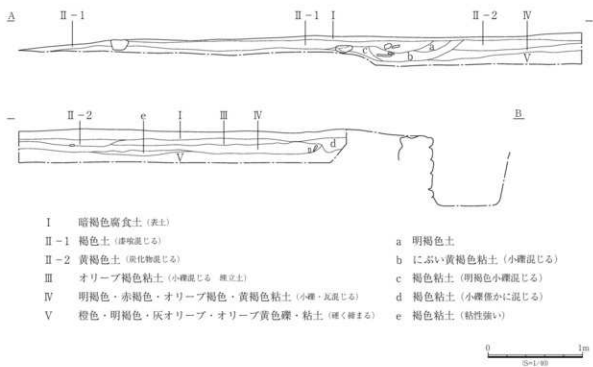 A Ⅱ-1 Ⅱ-1 Ⅰ Ⅱ-2 Ⅳ
a
c
b
Ⅴ
Ⅱ-2 e Ⅰ Ⅲ Ⅳ B
d
Ⅴ
Ⅰ 暗褐色腐食土(表土)
Ⅱ-1 褐色土(漆喰混じる)
Ⅱ-2 黄褐色土(炭化物混じる)
Ⅲ オリーブ褐色粘土(小礫混じる 埋立土)
Ⅳ 明褐色・赤褐色・オリーブ褐色・黄褐色粘土(小礫・瓦混じる)
Ⅴ 橙色・明褐色・灰オリーブ・オリーブ黄色礫・粘土(硬く締まる)
a 明褐色土
b にぶい黄褐色粘土(小礫混じる)
c 褐色粘土(明褐色小礫混じる)
d 褐色粘土(小礫僅かに混じる)
e 褐色粘土(粘性強い)
0 1m